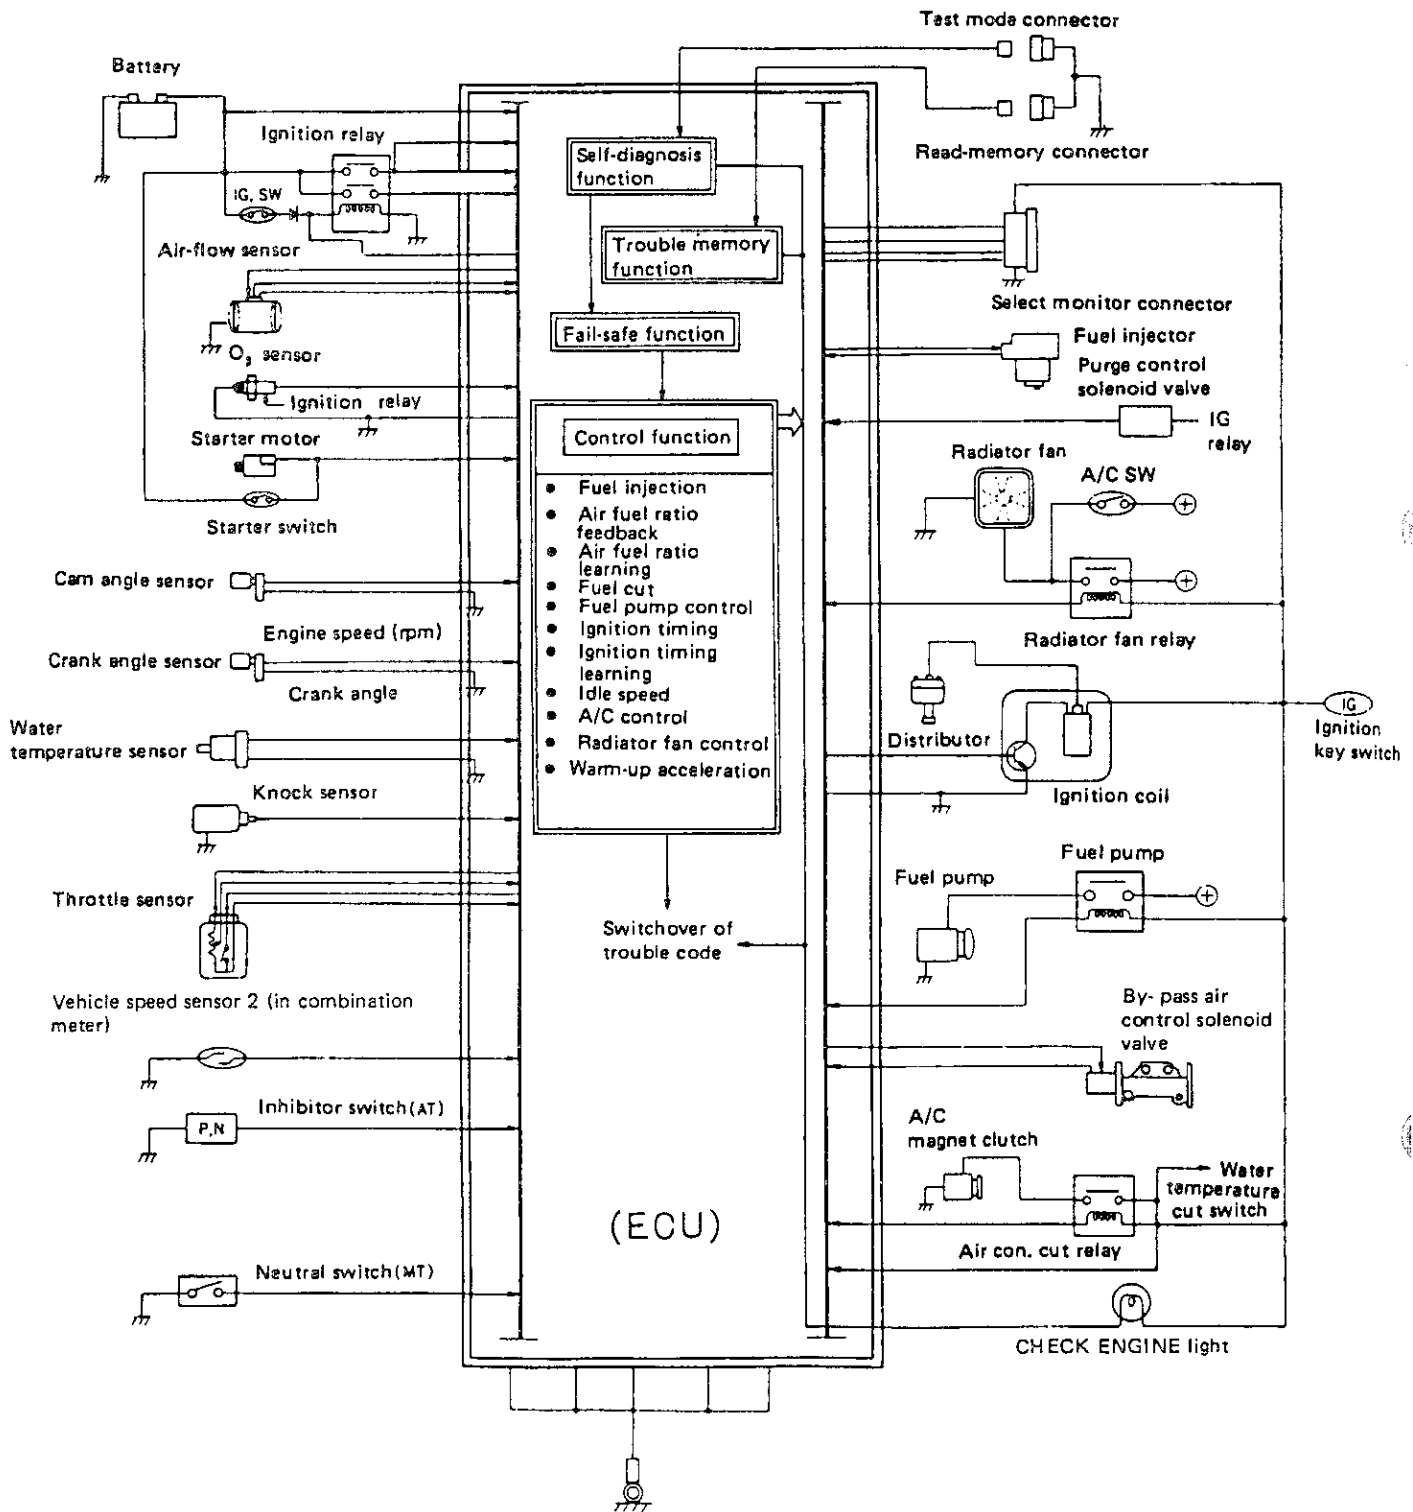 Test mode connector
Battery
Ignition relay
Read-memory connector
Self-diagnosis
function
IG, SW
Air-flow sensor
Trouble memory
function
Select monitor connector
Fail-safe function
Fuel injector
O₂ sensor
Purge control
solenoid valve
Ignition relay
IG
relay
Starter motor
Control function
Radiator fan
A/C SW
Starter switch
● Fuel injection
● Air fuel ratio
feedback
● Air fuel ratio
learning
● Fuel cut
● Fuel pump control
● Ignition timing
● Ignition timing
learning
● Idle speed
● A/C control
● Radiator fan control
● Warm-up acceleration
Cam angle sensor
Engine speed (rpm)
Crank angle sensor
Crank angle
Radiator fan relay
Water
temperature sensor
Distributor
IG
Ignition
key switch
Ignition coil
Knock sensor
Fuel pump
Fuel pump
Throttle sensor
Switchover of
trouble code
Vehicle speed sensor 2 (in combination
meter)
By- pass air
control solenoid
valve
Inhibitor switch(AT)
P,N
A/C
magnet clutch
Water
temperature
cut switch
(ECU)
Air con. cut relay
Neutral switch(MT)
CHECK ENGINE light